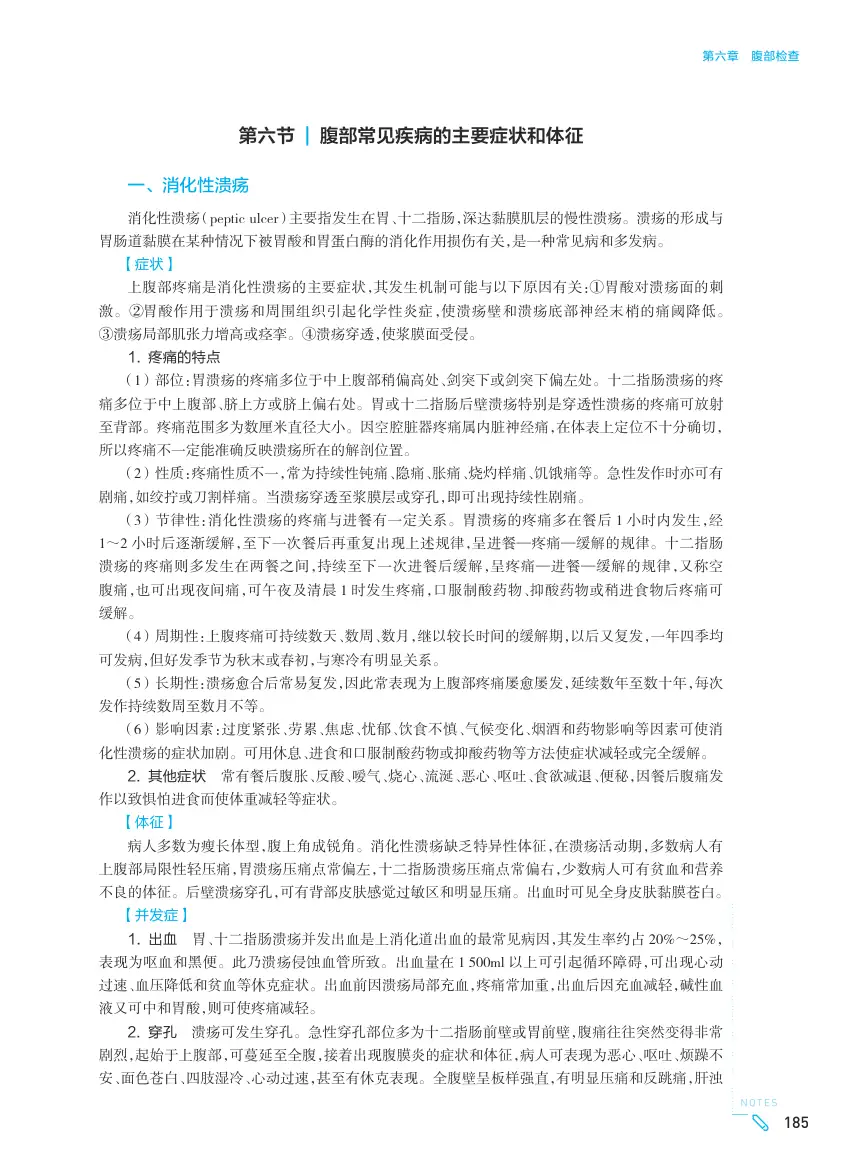 第六章 腹部检查
第六节 | 腹部常见疾病的主要症状和体征
一、消化性溃疡
消化性溃疡（peptic ulcer）主要指发生在胃、十二指肠，深达黏膜肌层的慢性溃疡。溃疡的形成与
胃肠道黏膜在某种情况下被胃酸和胃蛋白酶的消化作用损伤有关，是一种常见病和多发病。
【症状】
上腹部疼痛是消化性溃疡的主要症状，其发生机制可能与以下原因有关：①胃酸对溃疡面的刺
激。②胃酸作用于溃疡和周围组织引起化学性炎症，使溃疡壁和溃疡底部神经末梢的痛阈降低。
③溃疡局部肌张力增高或痉挛。④溃疡穿透，使浆膜面受侵。
1. 疼痛的特点
（1）部位：胃溃疡的疼痛多位于中上腹部稍偏高处、剑突下或剑突下偏左处。十二指肠溃疡的疼
痛多位于中上腹部、脐上方或脐上偏右处。胃或十二指肠后壁溃疡特别是穿透性溃疡的疼痛可放射
至背部。疼痛范围多为数厘米直径大小。因空腔脏器疼痛属内脏神经痛，在体表上定位不十分确切，
所以疼痛不一定能准确反映溃疡所在的解剖位置。
（2）性质：疼痛性质不一，常为持续性钝痛、隐痛、胀痛、烧灼样痛、饥饿痛等。急性发作时亦可有
剧痛，如绞拧或刀割样痛。当溃疡穿透至浆膜层或穿孔，即可出现持续性剧痛。
（3）节律性：消化性溃疡的疼痛与进餐有一定关系。胃溃疡的疼痛多在餐后 1 小时内发生，经
1～2 小时后逐渐缓解，至下一次餐后再重复出现上述规律，呈进餐—疼痛—缓解的规律。十二指肠
溃疡的疼痛则多发生在两餐之间，持续至下一次进餐后缓解，呈疼痛—进餐—缓解的规律，又称空
腹痛，也可出现夜间痛，可午夜及清晨 1 时发生疼痛，口服制酸药物、抑酸药物或稍进食物后疼痛可
缓解。
（4）周期性：上腹疼痛可持续数天、数周、数月，继以较长时间的缓解期，以后又复发，一年四季均
可发病，但好发季节为秋末或春初，与寒冷有明显关系。
（5）长期性：溃疡愈合后常易复发，因此常表现为上腹部疼痛屡愈屡发，延续数年至数十年，每次
发作持续数周至数月不等。
（6）影响因素：过度紧张、劳累、焦虑、忧郁、饮食不慎、气候变化、烟酒和药物影响等因素可使消
化性溃疡的症状加剧。可用休息、进食和口服制酸药物或抑酸药物等方法使症状减轻或完全缓解。
2. 其他症状 常有餐后腹胀、反酸、嗳气、烧心、流涎、恶心、呕吐、食欲减退、便秘，因餐后腹痛发
作以致惧怕进食而使体重减轻等症状。
【体征】
病人多数为瘦长体型，腹上角成锐角。消化性溃疡缺乏特异性体征，在溃疡活动期，多数病人有
上腹部局限性轻压痛，胃溃疡压痛点常偏左，十二指肠溃疡压痛点常偏右，少数病人可有贫血和营养
不良的体征。后壁溃疡穿孔，可有背部皮肤感觉过敏区和明显压痛。出血时可见全身皮肤黏膜苍白。
【并发症】
1. 出血 胃、十二指肠溃疡并发出血是上消化道出血的最常见病因，其发生率约占 20%～25%，
表现为呕血和黑便。此乃溃疡侵蚀血管所致。出血量在 1 500ml 以上可引起循环障碍，可出现心动
过速、血压降低和贫血等休克症状。出血前因溃疡局部充血，疼痛常加重，出血后因充血减轻，碱性血
液又可中和胃酸，则可使疼痛减轻。
2. 穿孔 溃疡可发生穿孔。急性穿孔部位多为十二指肠前壁或胃前壁，腹痛往往突然变得非常
剧烈，起始于上腹部，可蔓延至全腹，接着出现腹膜炎的症状和体征，病人可表现为恶心、呕吐、烦躁不
安、面色苍白、四肢湿冷、心动过速，甚至有休克表现。全腹壁呈板样强直，有明显压痛和反跳痛，肝浊
NOTES
185